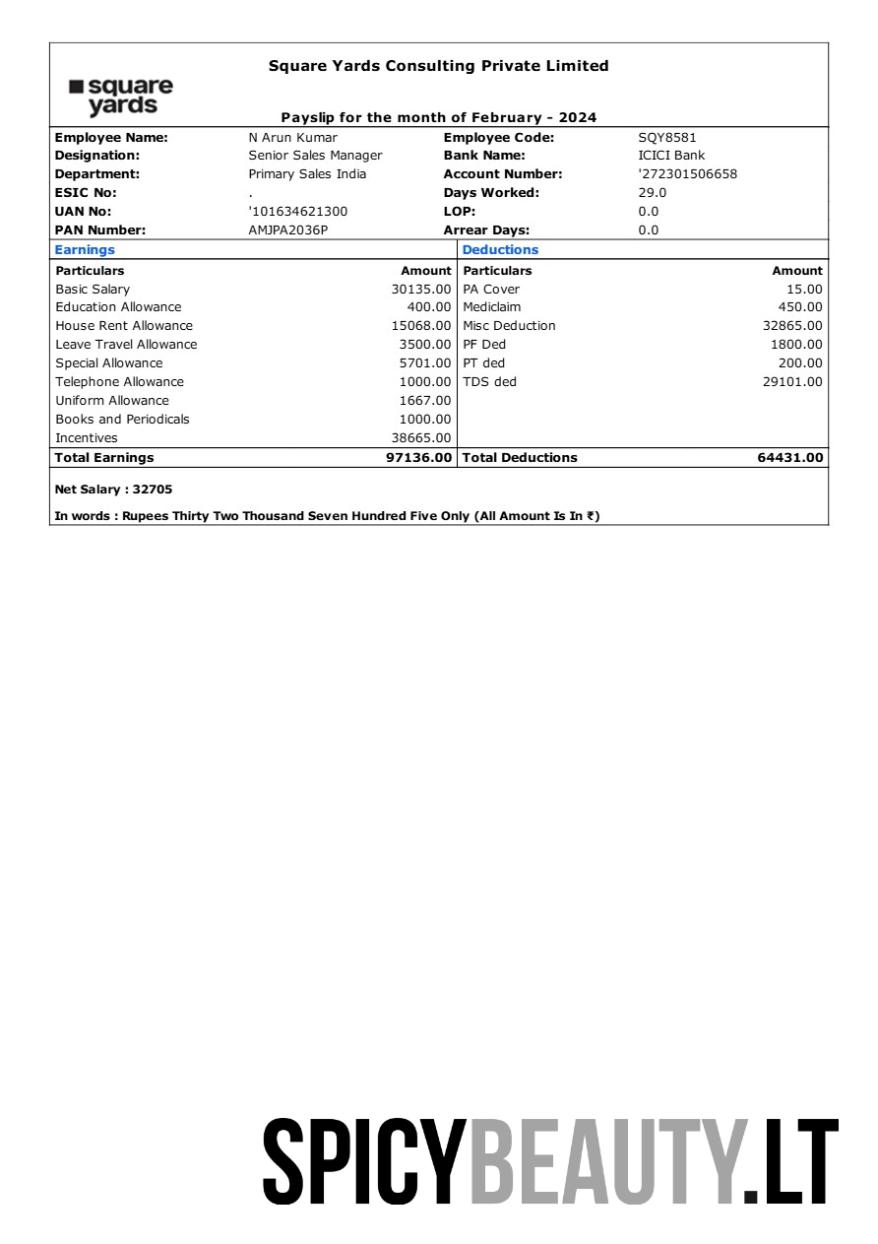 Square Yards Consulting Private Limited
square
yards
Payslip for the month of February - 2024
Employee Name: N Arun Kumar Employee Code: SQY8581
Designation: Senior Sales Manager Bank Name: ICICI Bank
Department: Primary Sales India Account Number: '272301506658
ESIC No: . Days Worked: 29.0
UAN No: '101634621300 LOP: 0.0
PAN Number: AMJPA2036P Arrear Days: 0.0
Earnings Deductions
Particulars Amount Particulars Amount
Basic Salary 30135.00 PA Cover 15.00
Education Allowance 400.00 Mediclaim 450.00
House Rent Allowance 15068.00 Misc Deduction 32865.00
Leave Travel Allowance 3500.00 PF Ded 1800.00
Special Allowance 5701.00 PT ded 200.00
Telephone Allowance 1000.00 TDS ded 29101.00
Uniform Allowance 1667.00
Books and Periodicals 1000.00
Incentives 38665.00
Total Earnings 97136.00 Total Deductions 64431.00
Net Salary : 32705
In words : Rupees Thirty Two Thousand Seven Hundred Five Only (All Amount Is In ₹)
SPICYBEAUTY.LT